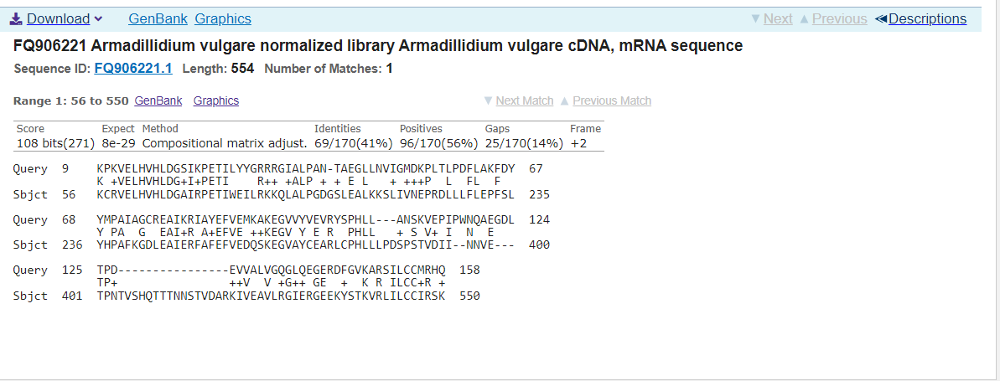 Download GenBank Graphics Next Previous Descriptions
FQ906221 Armadillidium vulgare normalized library Armadillidium vulgare cDNA, mRNA sequence
Sequence ID: FQ906221.1 Length: 554 Number of Matches: 1
Range 1: 56 to 550 GenBank Graphics Next Match Previous Match
Score Expect Method Identities Positives Gaps Frame
108 bits(271) 8e-29 Compositional matrix adjust. 69/170(41%) 96/170(56%) 25/170(14%) +2
Query 9 KPKVELHVHLDGSIKPETILYYGRRRGIALPAN-TAEGLLNVIGMDKPLTLPDFLAKFDY 67
K +VELHVHLDG+I+PETI R++ +ALP + + E L + +++P L FL F
Sbjct 56 KCRVELHVHLDGAIRPETIWEILRKKQLALPGDGSLEALKKSLIVNEPRDLLLFLEPFSL 235
Query 68 YMPAIAGCREAIKRIAYEFVEMKAKEGVVYVEVRYSPHLL---ANSKVEPIPWNQAEGDL 124
Y PA G EAI+R A+EFVE ++KEGV Y E R PHLL + S V+ I N E
Sbjct 236 YHPAFKGDLEAIERFAFEFVEDQSKEGVAYCEARLCPHLLLPDSPSTVDII--NNVE--- 400
Query 125 TPD----------------EVVALVGQGLQEGERDFGVKARSILCCMRHQ 158
TP+ ++V V +G++ GE + K R ILCC+R +
Sbjct 401 TPNTVSHQTTTNNSTVDARKIVEAVLRGIERGEEKYSTKVRLILCCIRSK 550